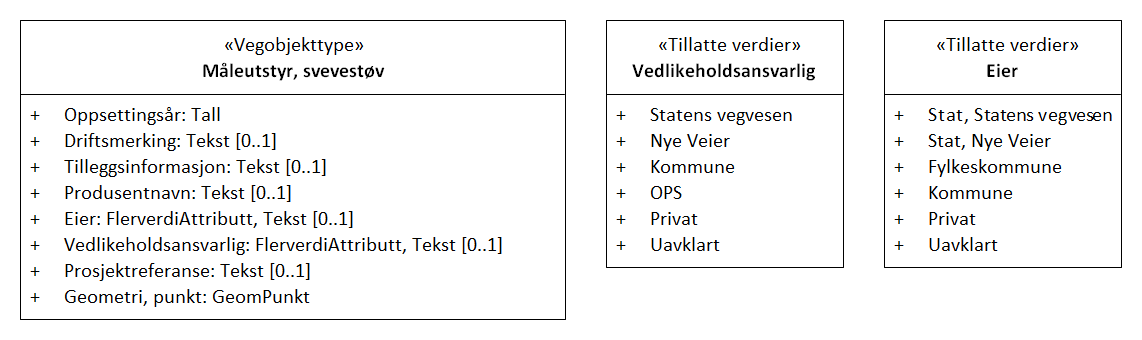 «Vegobjekttype»
Måleutstyr, svevestøv
+ Oppsettingsår: Tall
+ Driftsmerking: Tekst [0..1]
+ Tilleggsinformasjon: Tekst [0..1]
+ Produsentnavn: Tekst [0..1]
+ Eier: FlerverdiAttributt, Tekst [0..1]
+ Vedlikeholdsansvarlig: FlerverdiAttributt, Tekst [0..1]
+ Prosjektreferanse: Tekst [0..1]
+ Geometri, punkt: GeomPunkt
«Tillatte verdier»
Vedlikeholdsansvarlig
+ Statens vegvesen
+ Nye Veier
+ Kommune
+ OPS
+ Privat
+ Uavklart
«Tillatte verdier»
Eier
+ Stat, Statens vegvesen
+ Stat, Nye Veier
+ Fylkeskommune
+ Kommune
+ Privat
+ Uavklart